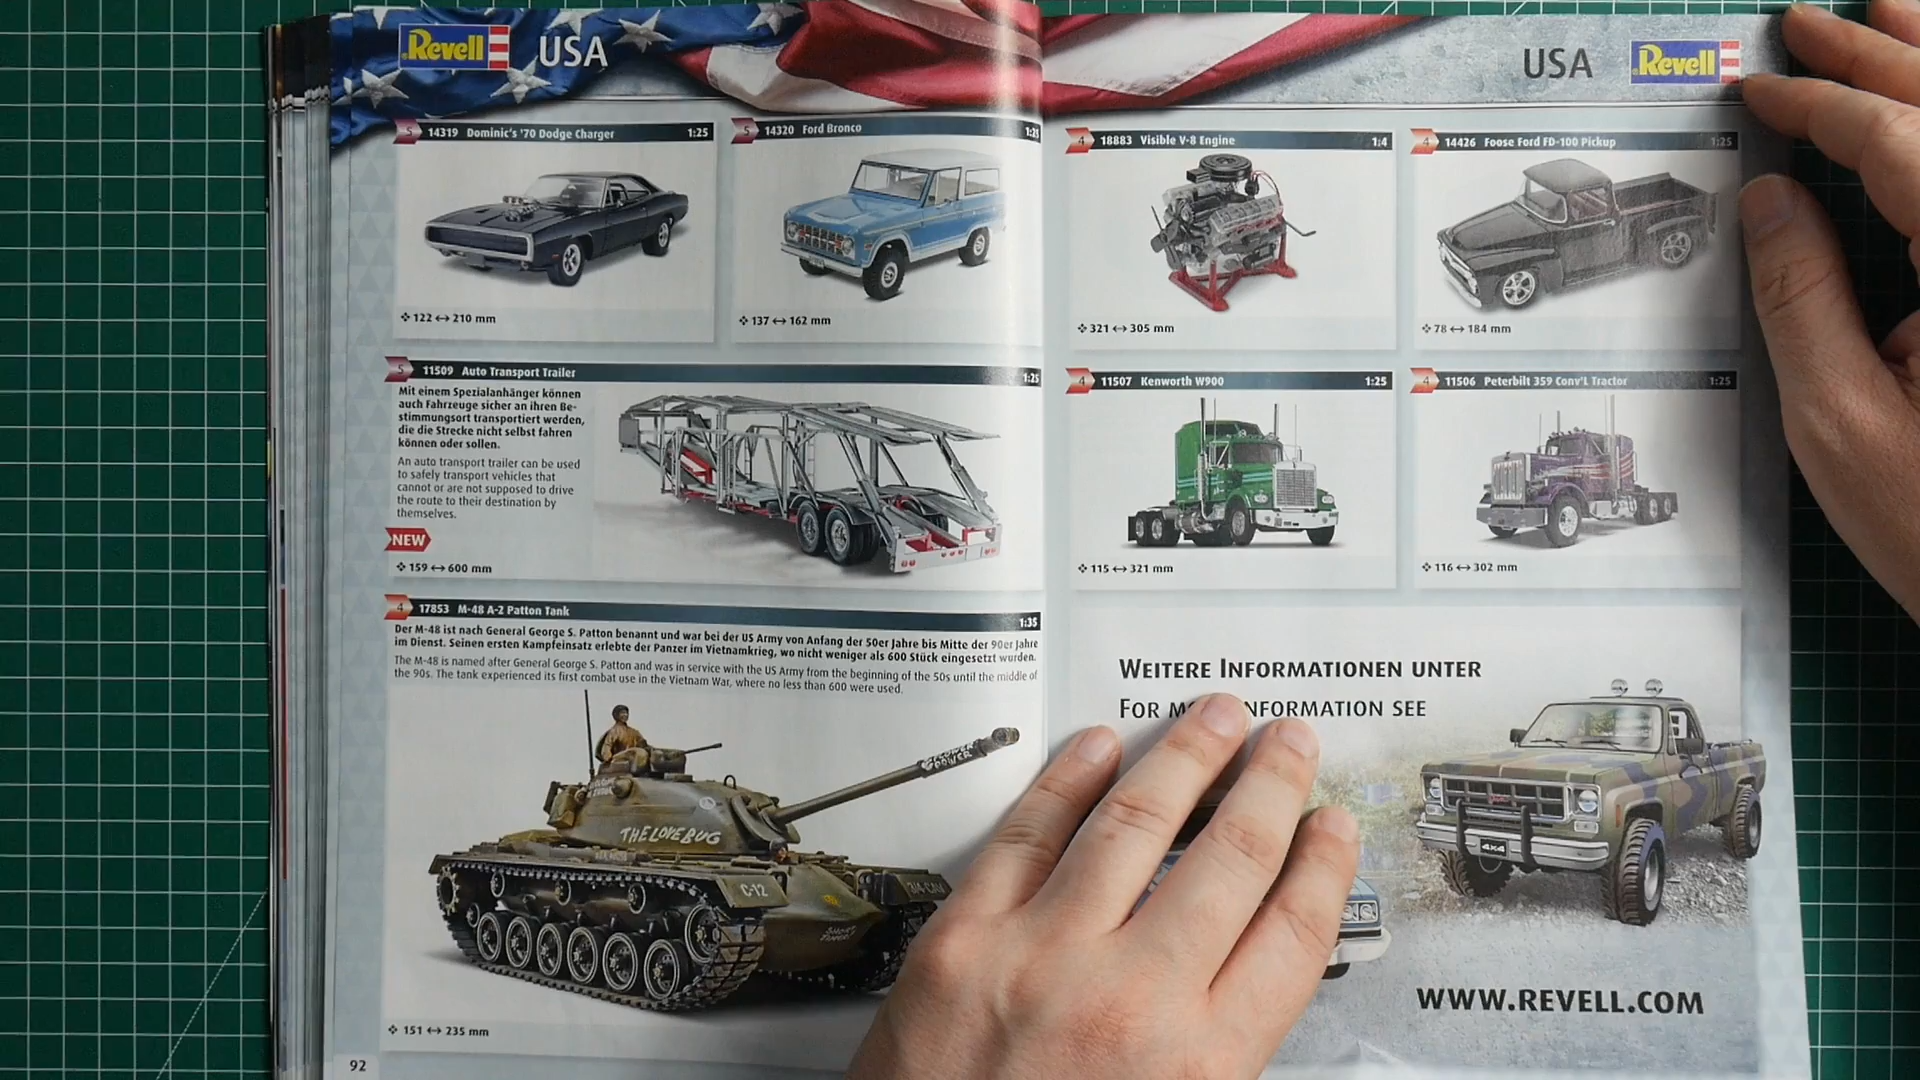 Revell USA
USA Revell
5 14319 Dominic's '70 Dodge Charger 1:25
122 ↔ 210 mm
5 14320 Ford Bronco 1:25
137 ↔ 162 mm
5 11509 Auto Transport Trailer 1:25
Mit einem Spezialanhänger können
auch Fahrzeuge sicher an ihren Be-
stimmungsort transportiert werden,
die die Strecke nicht selbst fahren
können oder sollen.
An auto transport trailer can be used
to safely transport vehicles that
cannot or are not supposed to drive
the route to their destination by
themselves.
NEW
159 ↔ 600 mm
4 17853 M-48 A-2 Patton Tank 1:35
Der M-48 ist nach General George S. Patton benannt und war bei der US Army von Anfang der 50er Jahre bis Mitte der 90er Jahre
im Dienst. Seinen ersten Kampfeinsatz erlebte der Panzer im Vietnamkrieg, wo nicht weniger als 600 Stück eingesetzt wurden.
The M-48 is named after General George S. Patton and was in service with the US Army from the beginning of the 50s until the middle of
the 90s. The tank experienced its first combat use in the Vietnam War, where no less than 600 were used.
FLOWER
POWER
THE LOVE BUG
C-12
3/4-CAV
SHORT
TIMER!
151 ↔ 235 mm
92
4 18883 Visible V-8 Engine 1:4
321 ↔ 305 mm
4 14426 Foose Ford FD-100 Pickup 1:25
78 ↔ 184 mm
4 11507 Kenworth W900 1:25
115 ↔ 321 mm
4 11506 Peterbilt 359 Conv'l Tractor 1:25
116 ↔ 302 mm
WEITERE INFORMATIONEN UNTER
FOR INFORMATION SEE
4X4
WWW.REVELL.COM